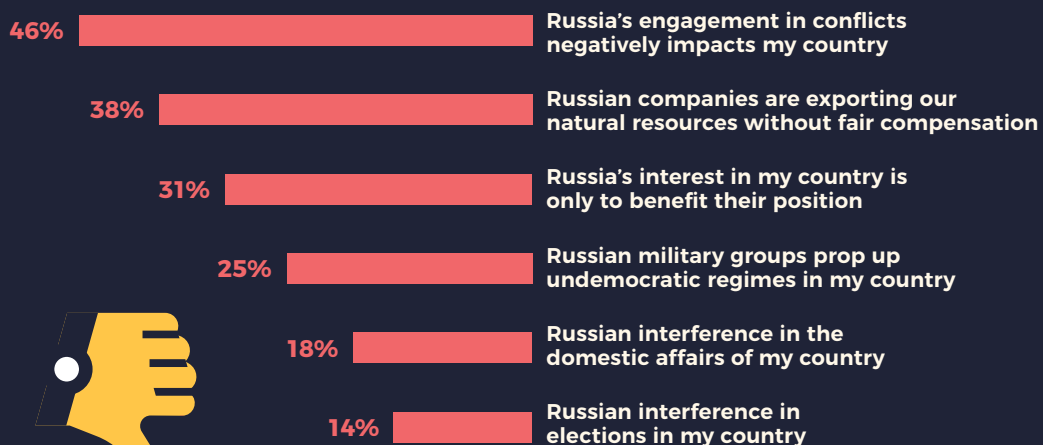 46%
Russia’s engagement in conflicts
negatively impacts my country
38%
Russian companies are exporting our
natural resources without fair compensation
31%
Russia’s interest in my country is
only to benefit their position
25%
Russian military groups prop up
undemocratic regimes in my country
18%
Russian interference in the
domestic affairs of my country
14%
Russian interference in
elections in my country